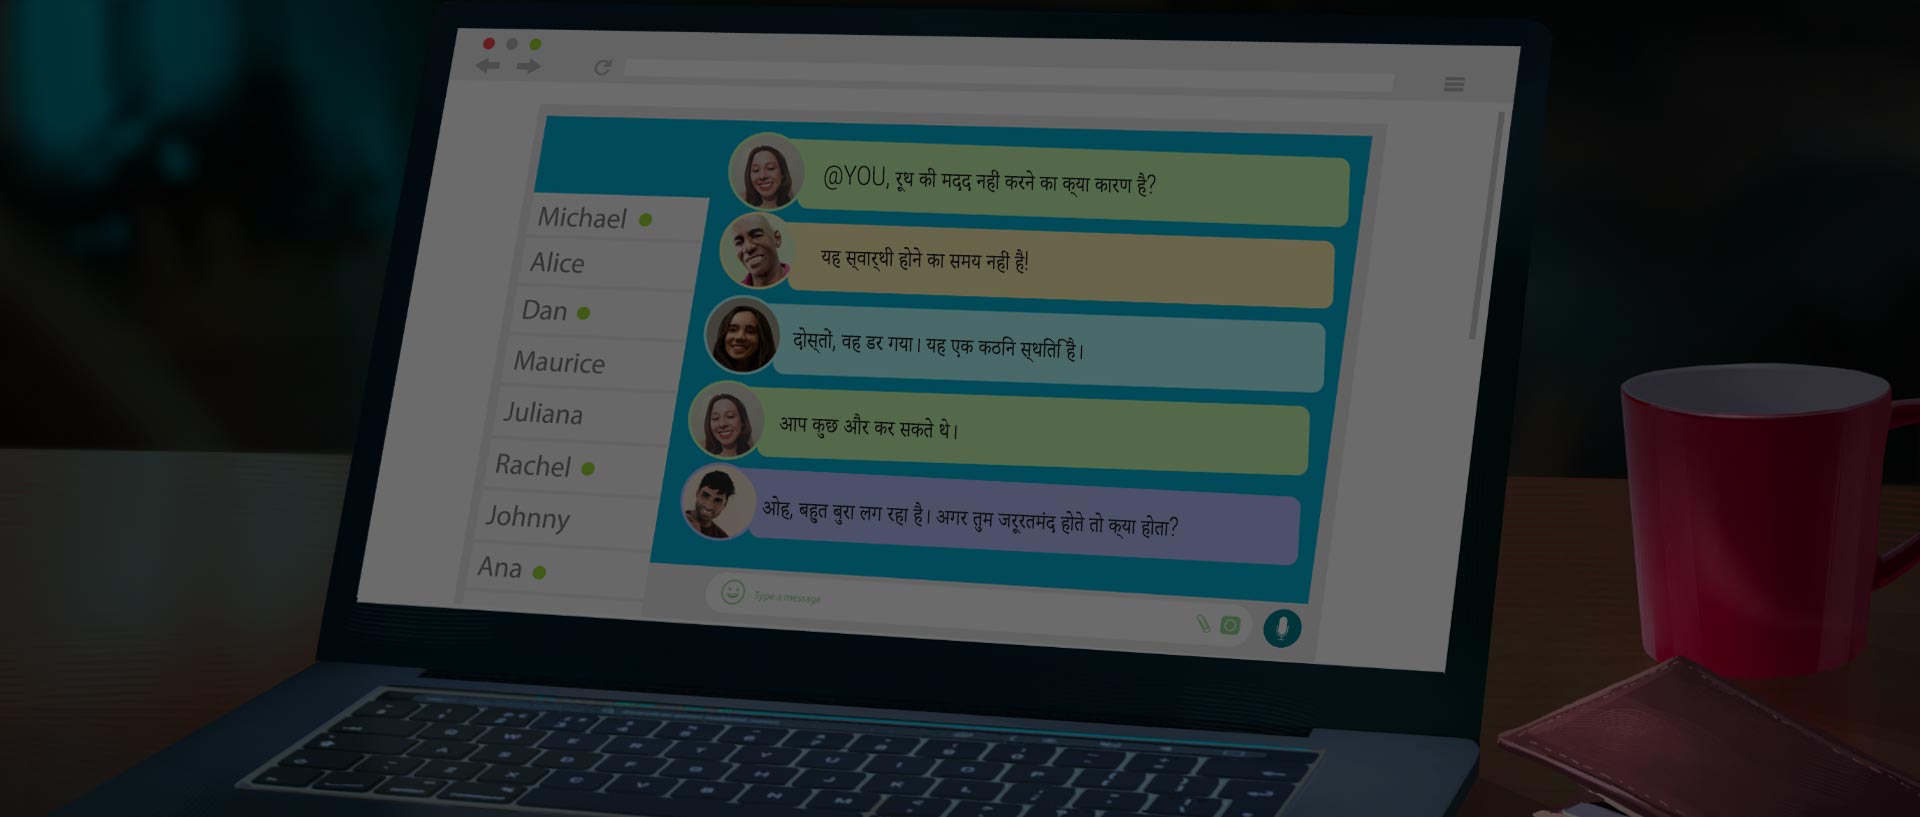 Michael
Alice
Dan
Maurice
Juliana
Rachel
Johnny
Ana
@YOU, रूथ की मदद नही करने का क्या कारण है?
यह स्वार्थी होने का समय नही है!
दोस्तों, वह डर गया। यह एक कठनि स्थतिि है।
आप कुछ और कर सकते थे।
ओह, बहुत बुरा लग रहा है। अगर तुम जरूरतमंद होते तो क्या होता?
Type a message